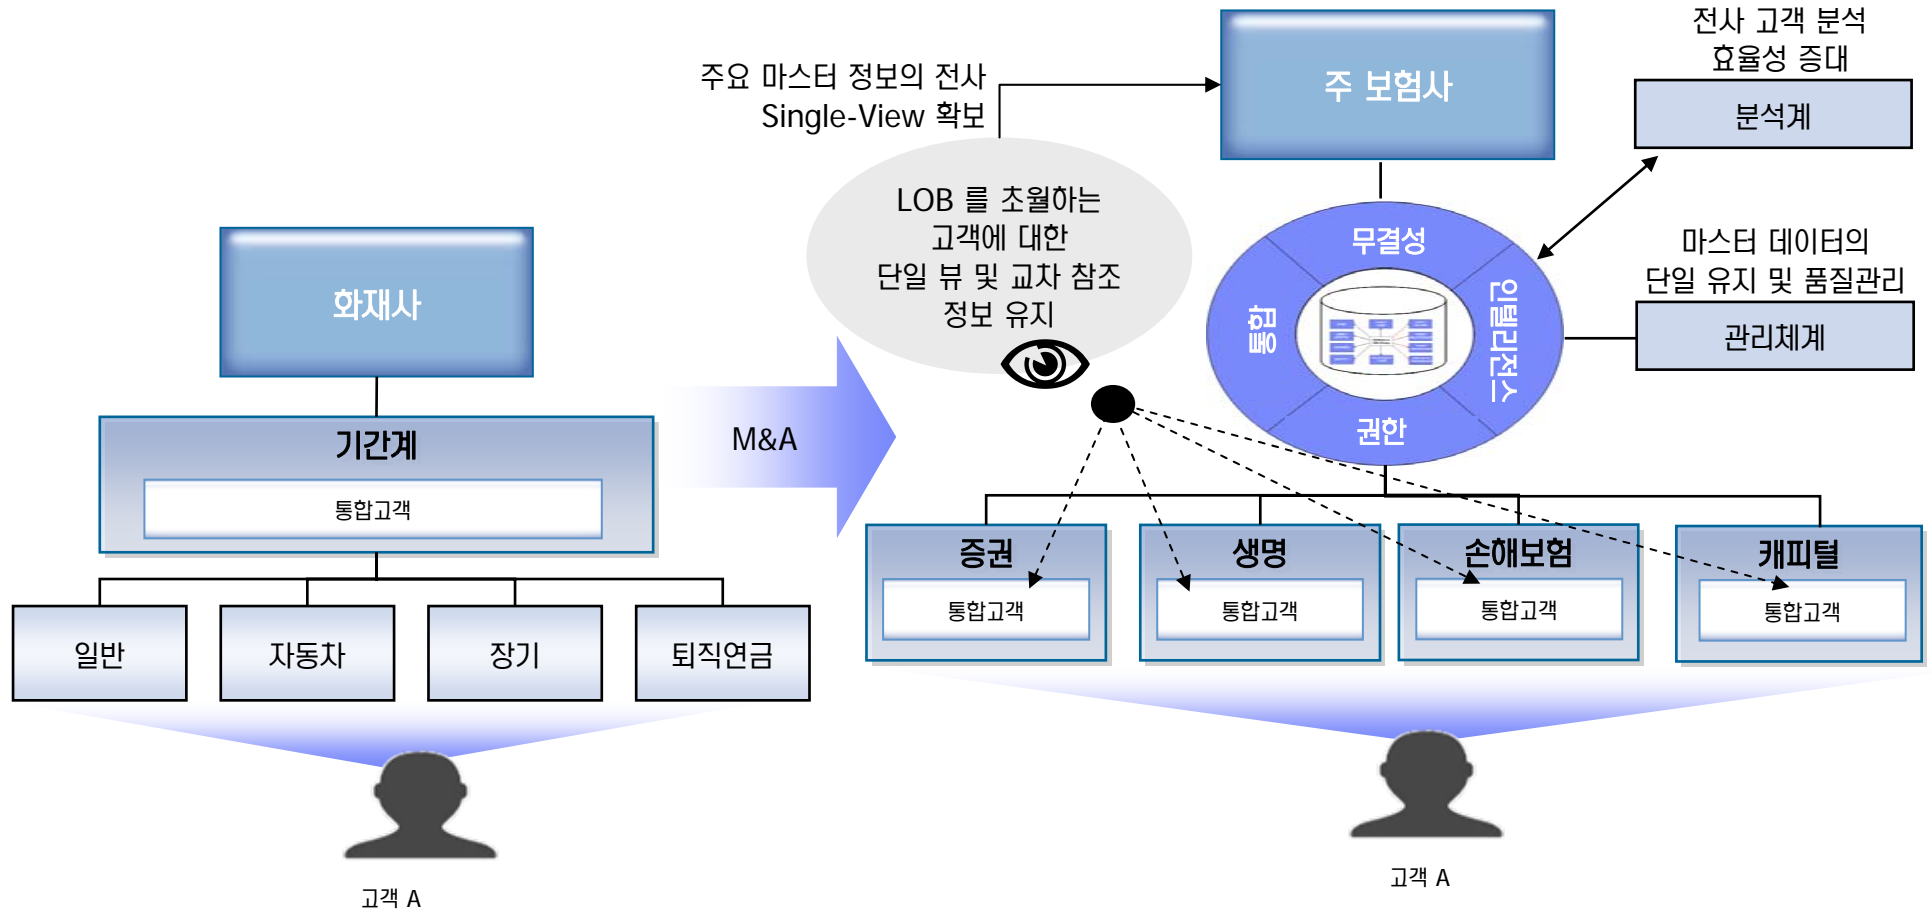 전사 고객 분석
효율성 증대
분석계
주요 마스터 정보의 전사
Single-View 확보
주 보험사
LOB 를 초월하는
고객에 대한
단일 뷰 및 교차 참조
정보 유지
무결성
통합
인텔리전스
권한
마스터 데이터의
단일 유지 및 품질관리
관리체계
화재사
기간계
통합고객
M&A
일반
자동차
장기
퇴직연금
고객 A
증권
통합고객
생명
통합고객
손해보험
통합고객
캐피털
통합고객
고객 A